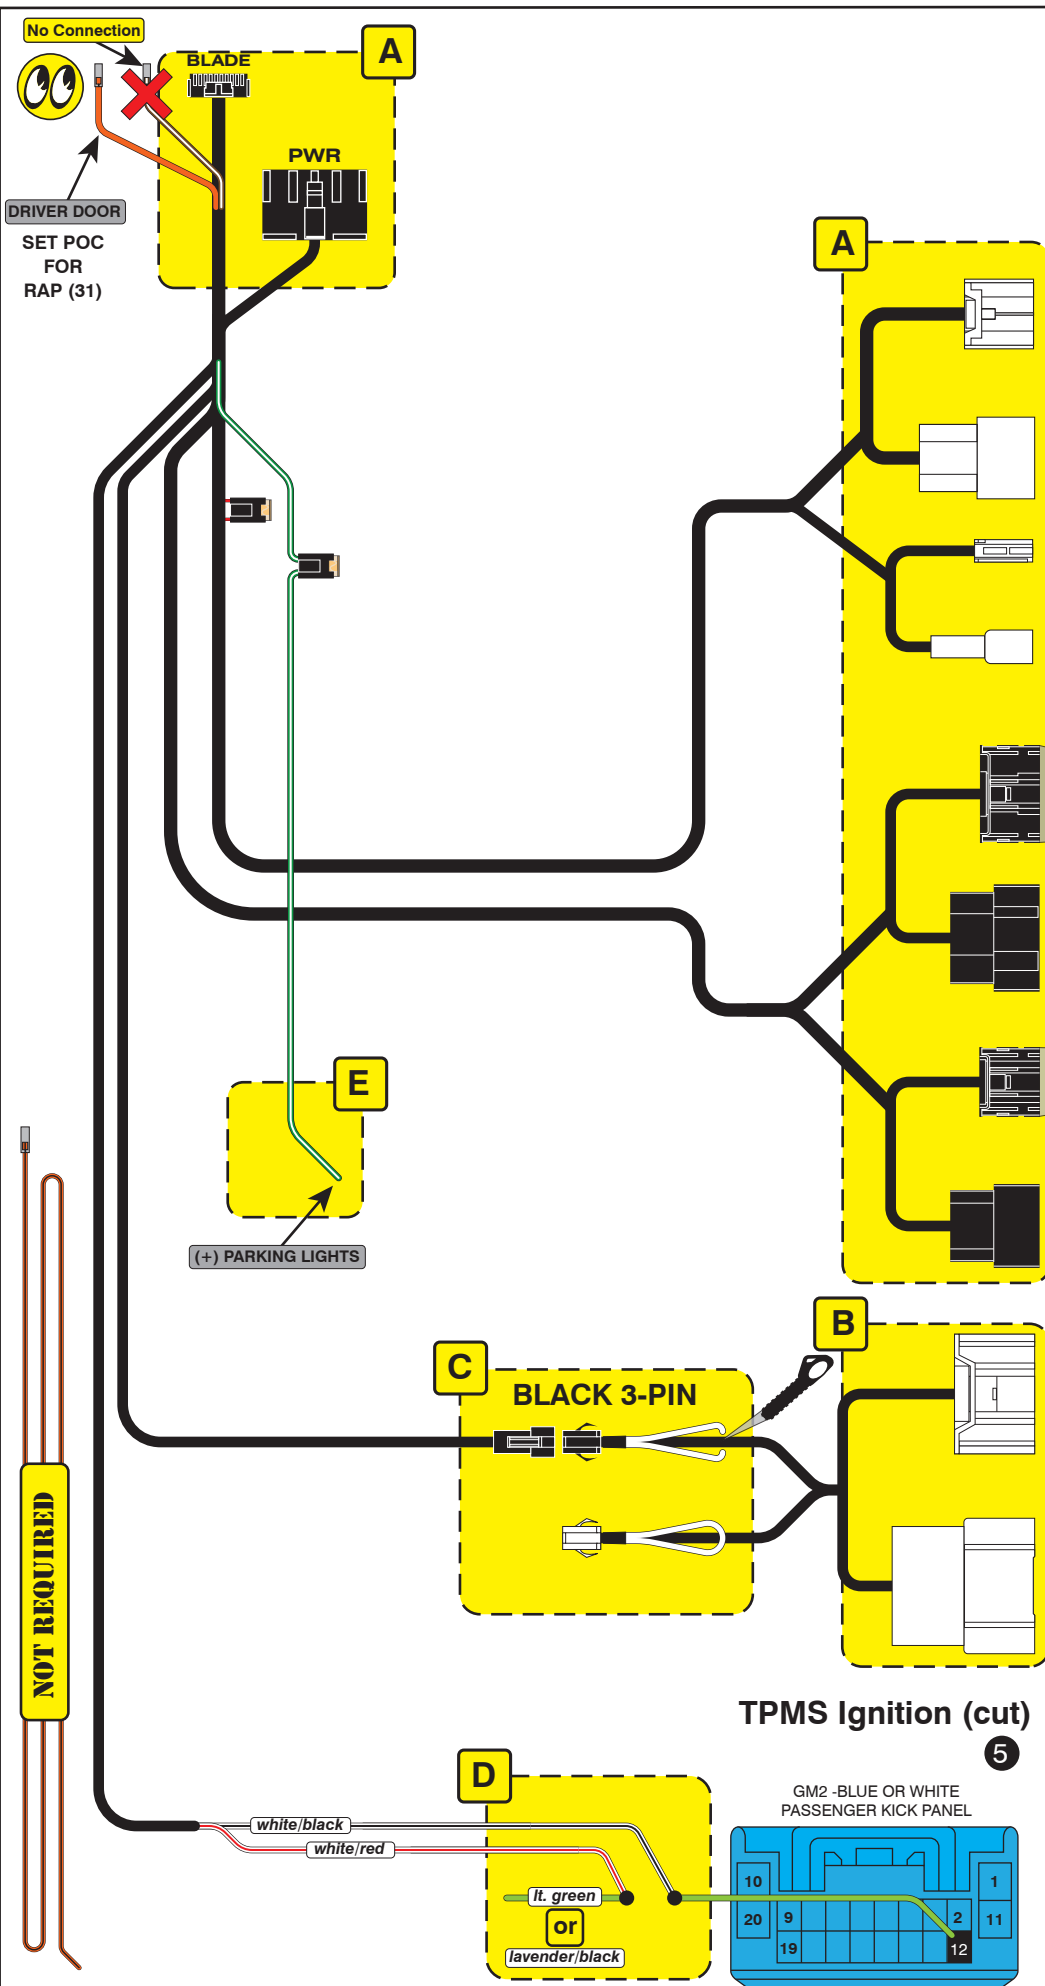 No Connection
A
BLADE
PWR
DRIVER DOOR
SET POC
FOR
RAP (31)
A
E
(+) PARKING LIGHTS
B
C
BLACK 3-PIN
NOT REQUIRED
TPMS Ignition (cut)
5
D
GM2 -BLUE OR WHITE
PASSENGER KICK PANEL
white/black
white/red
lt. green
or
lavender/black
10
1
20
9
2
11
19
12